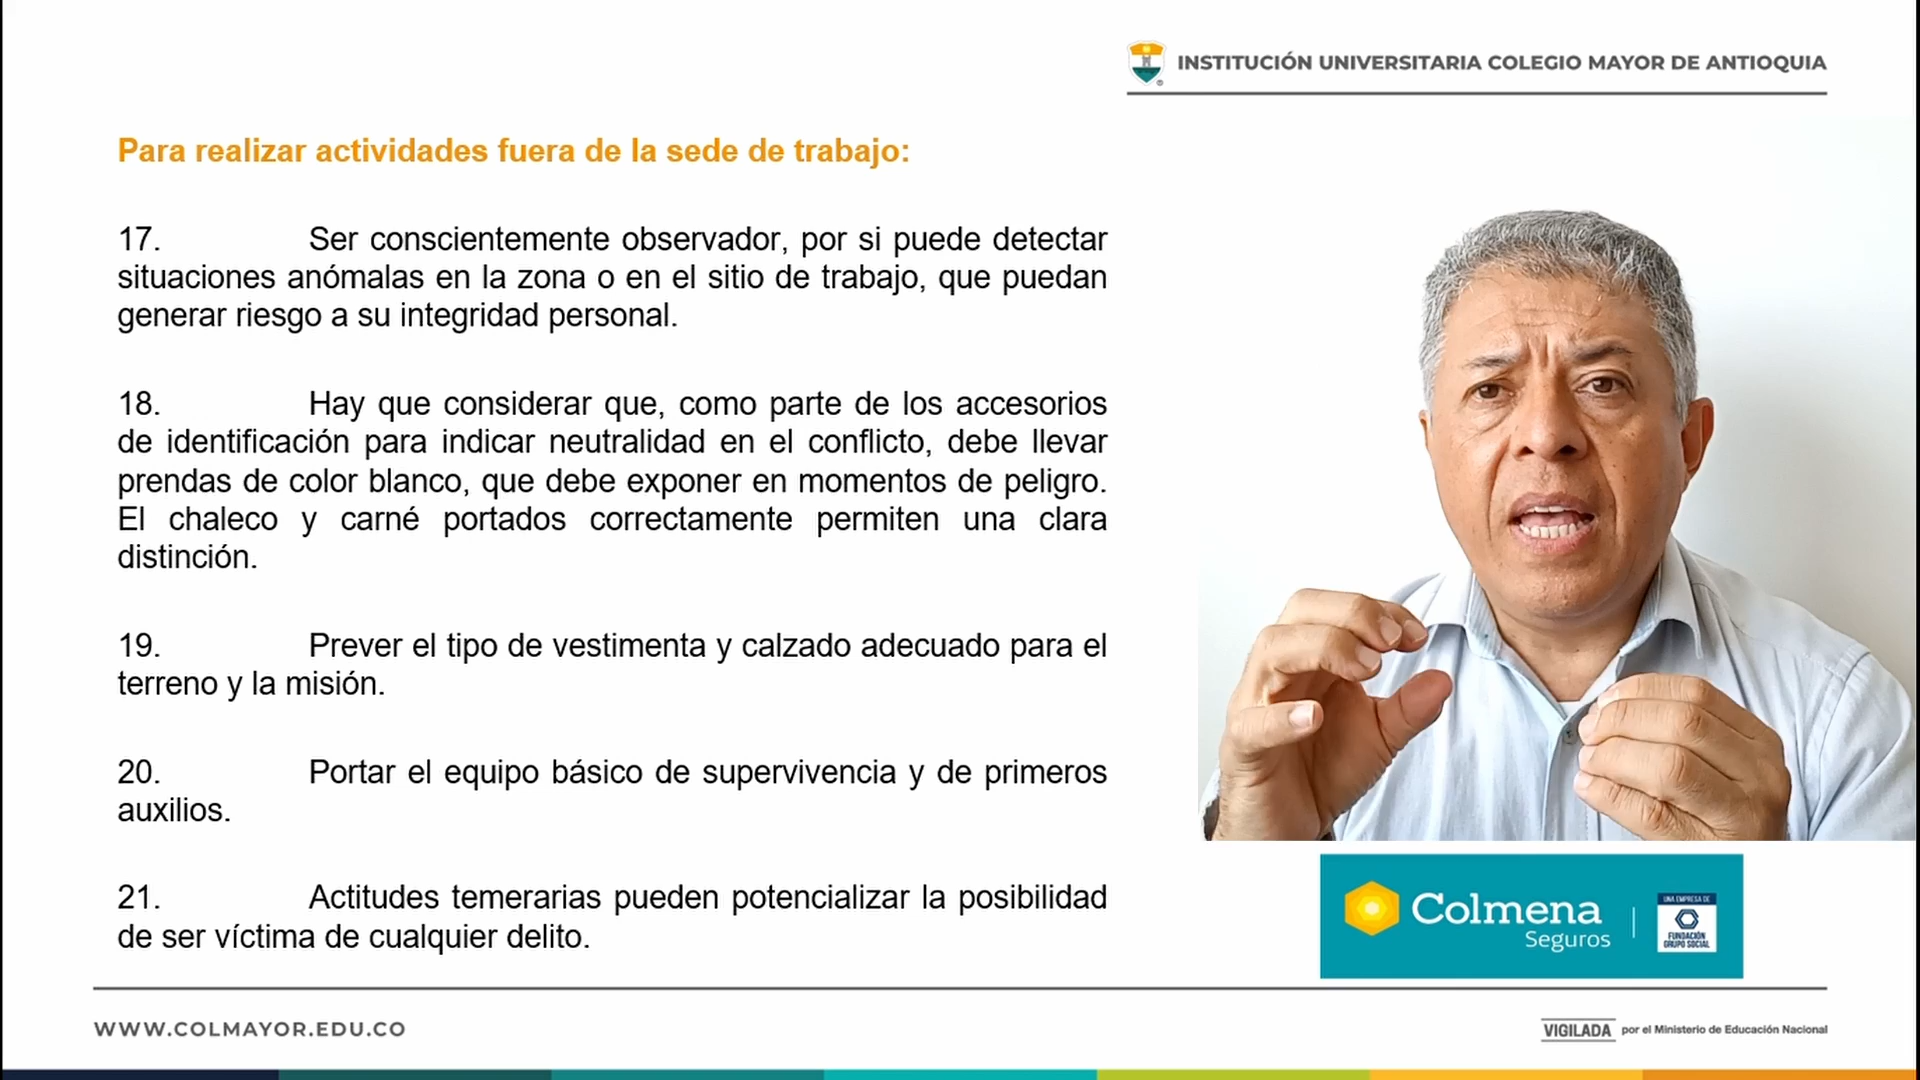 INSTITUCIÓN UNIVERSITARIA COLEGIO MAYOR DE ANTIOQUIA
Para realizar actividades fuera de la sede de trabajo:
17. Ser conscientemente observador, por si puede detectar
situaciones anómalas en la zona o en el sitio de trabajo, que puedan
generar riesgo a su integridad personal.
18. Hay que considerar que, como parte de los accesorios
de identificación para indicar neutralidad en el conflicto, debe llevar
prendas de color blanco, que debe exponer en momentos de peligro.
El chaleco y carné portados correctamente permiten una clara
distinción.
19. Prever el tipo de vestimenta y calzado adecuado para el
terreno y la misión.
20. Portar el equipo básico de supervivencia y de primeros
auxilios.
21. Actitudes temerarias pueden potencializar la posibilidad
de ser víctima de cualquier delito.
Colmena
Seguros
UNA EMPRESA DE
FUNDACIÓN
GRUPO SOCIAL
WWW.COLMAYOR.EDU.CO
VIGILADA por el Ministerio de Educación Nacional